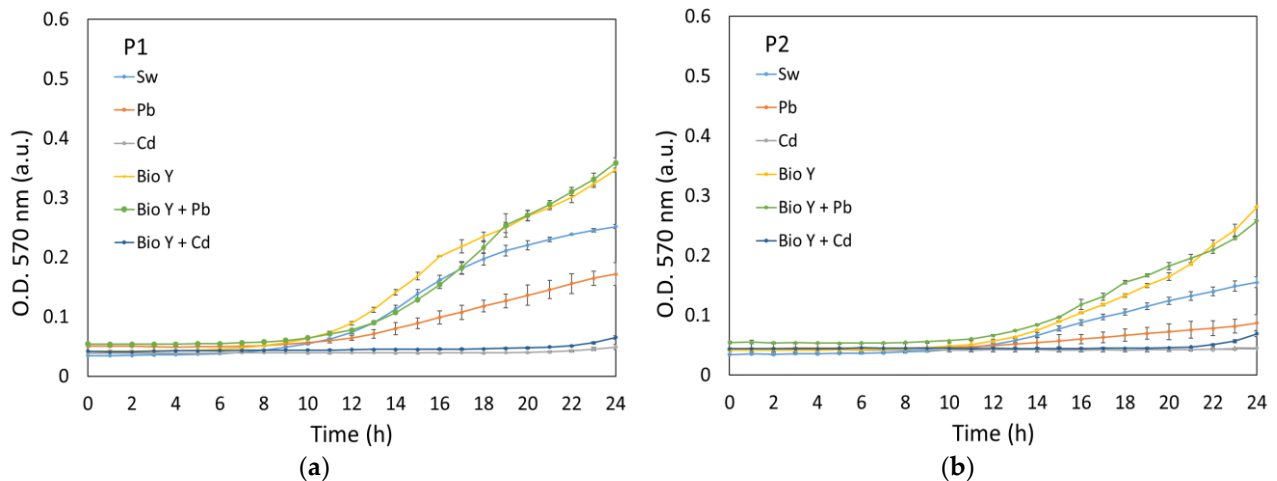 P1
Sw
Pb
Cd
Bio Y
Bio Y + Pb
Bio Y + Cd
O.D. 570 nm (a.u.)
0.6
0.5
0.4
0.3
0.2
0.1
0
0 2 4 6 8 10 12 14 16 18 20 22 24
Time (h)
(a)
P2
Sw
Pb
Cd
Bio Y
Bio Y + Pb
Bio Y + Cd
O.D. 570 nm (a.u.)
0.6
0.5
0.4
0.3
0.2
0.1
0
0 2 4 6 8 10 12 14 16 18 20 22 24
Time (h)
(b)